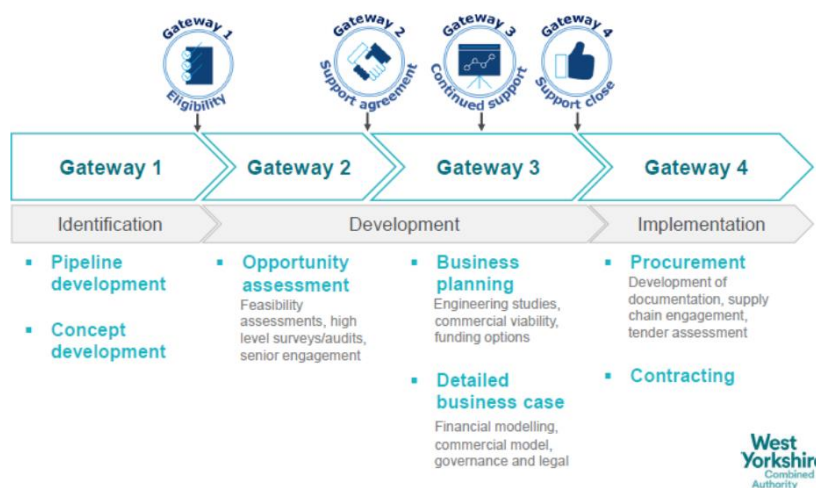 Gateway 1
Eligibility
Gateway 2
Support agreement
Gateway 3
Continued support
Gateway 4
Support close
Gateway 1
Gateway 2
Gateway 3
Gateway 4
Identification
Development
Implementation
▪ Pipeline
development
▪ Concept
development
▪ Opportunity
assessment
Feasibility
assessments, high
level surveys/audits,
senior engagement
▪ Business
planning
Engineering studies,
commercial viability,
funding options
▪ Detailed
business case
Financial modelling,
commercial model,
governance and legal
▪ Procurement
Development of
documentation, supply
chain engagement,
tender assessment
▪ Contracting
West
Yorkshire
Combined
Authority